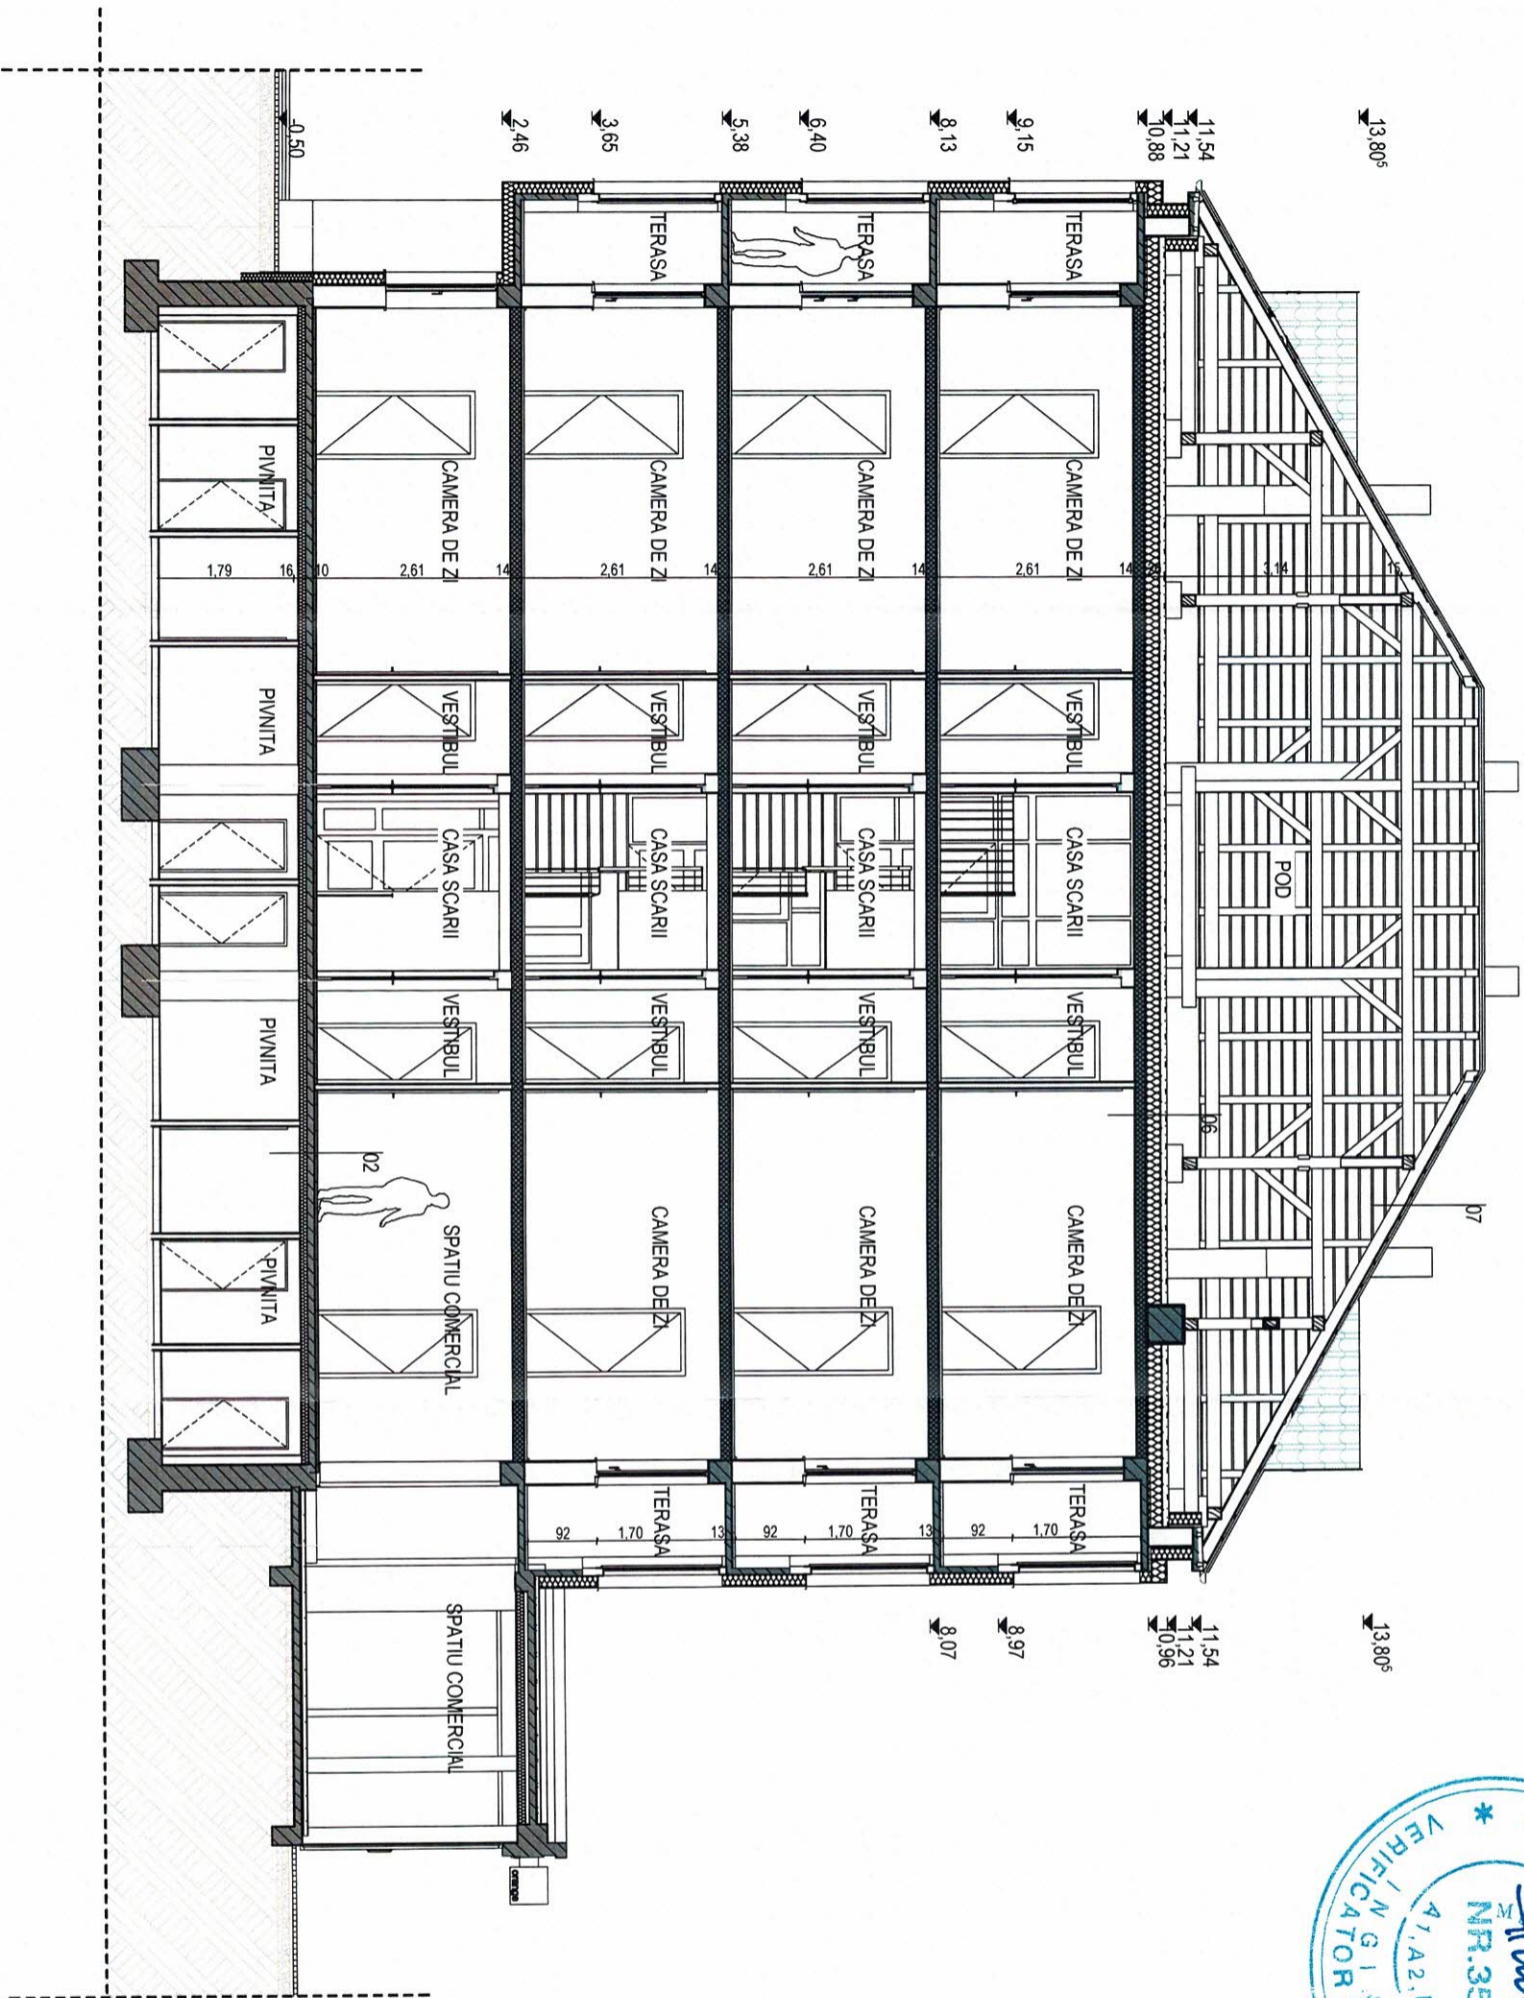 13,80⁵
11,54
11,21
10,88
9,15
8,13
6,40
5,38
3,65
2,46
-0,50
POD
3,14
15
06
07
TERASA
CAMERA DE ZI
VESTIBUL
CASA SCARII
VESTIBUL
CAMERA DE ZI
TERASA
2,61
14
92
1,70
TERASA
CAMERA DE ZI
VESTIBUL
CASA SCARII
VESTIBUL
CAMERA DE ZI
TERASA
2,61
14
92
1,70
13
TERASA
CAMERA DE ZI
VESTIBUL
CASA SCARII
VESTIBUL
CAMERA DE ZI
TERASA
2,61
14
92
1,70
13
CAMERA DE ZI
VESTIBUL
CASA SCARII
VESTIBUL
SPATIU COMERCIAL
SPATIU COMERCIAL
2,61
14
10
16
02
orange
PIVNITA
PIVNITA
PIVNITA
PIVNITA
1,79
13,80⁵
11,54
11,21
10,96
8,97
8,07
* VERIFICATOR
A1, A2,
NR.35